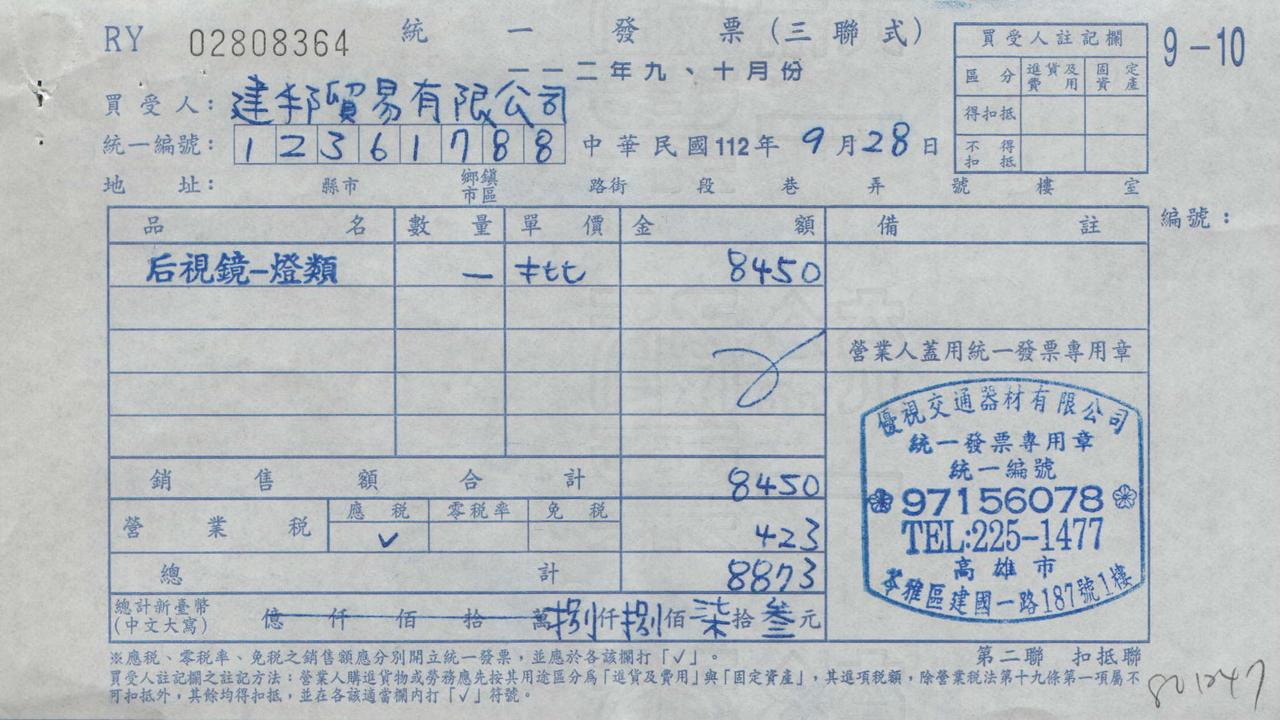 RY 02808364 統一發票(三聯式) 9-10
一一二年九、十月份
買受人: 建邦貿易有限公司
統一編號: 12361788 中華民國112年9月28日
地址: 縣市 鄉鎮市區 路街 段 巷 弄 號 樓 室
買受人註記欄
區分 進貨及費用 固定資產
得扣抵
不得扣抵
品名 數量 單價 金額 備註 編號:
后視鏡-燈類 一 8450
營業人蓋用統一發票專用章
銷售額合計 8450
營業稅 應稅 零稅率 免稅 423
✓
總計 8873
總計新臺幣(中文大寫) 億仟佰拾萬捌仟捌佰柒拾叁元
優視交通器材有限公司
統一發票專用章
統一編號
97156078
TEL:225-1477
高雄市
苓雅區建國一路187號1樓
※應稅、零稅率、免稅之銷售額應分別開立統一發票,並應於各該欄打「✓」。
第二聯 扣抵聯
買受人註記欄之註記方法:營業人購進貨物或勞務應先按其用途區分為「進貨及費用」與「固定資產」,其進項稅額,除營業稅法第十九條第一項屬不
可扣抵外,其餘均得扣抵,並在各該適當欄內打「✓」符號。